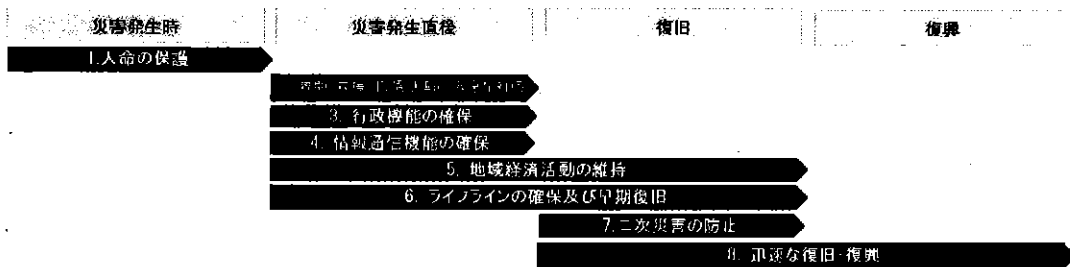 災害発生時 災害発生直後 復旧 復興
1.人命の保護
3. 行政機能の確保
4. 情報通信機能の確保
5. 地域経済活動の維持
6. ライフラインの確保及び早期復旧
7. 二次災害の防止
8. 迅速な復旧・復興